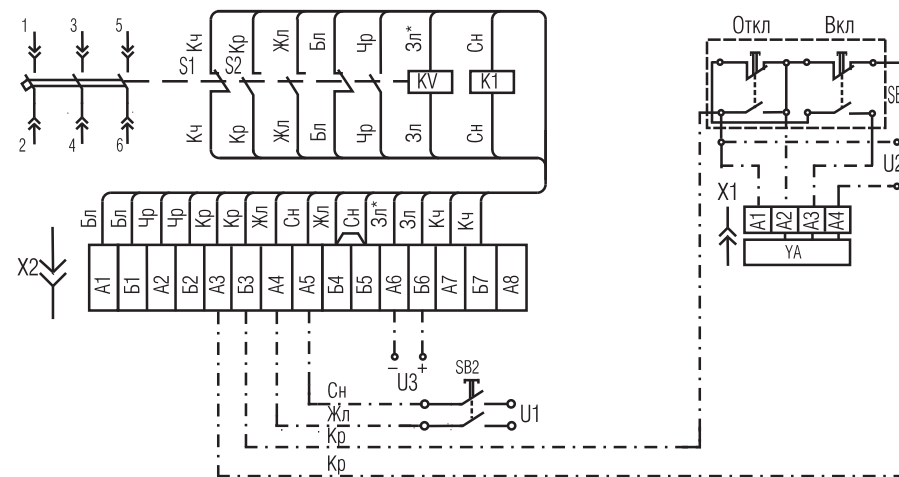 1 3 5
Кч Кр Жл Бл Чр Зл* Сн
Откл Вкл
S1 S2 KV K1
SB
2 4 6
Кч Кр Жл Бл Чр Зл Сн
U2
X1
А1 А2 А3 А4
YA
Бл Бл Чр Чр Кр Кр Жл Сн Жл Сн Зл* Зл Кч Кч
X2
А1 Б1 А2 Б2 А3 Б3 А4 А5 Б4 Б5 А6 Б6 А7 Б7 А8
− +
U3
SB2
Сн
U1
Жл
Кр
Кр